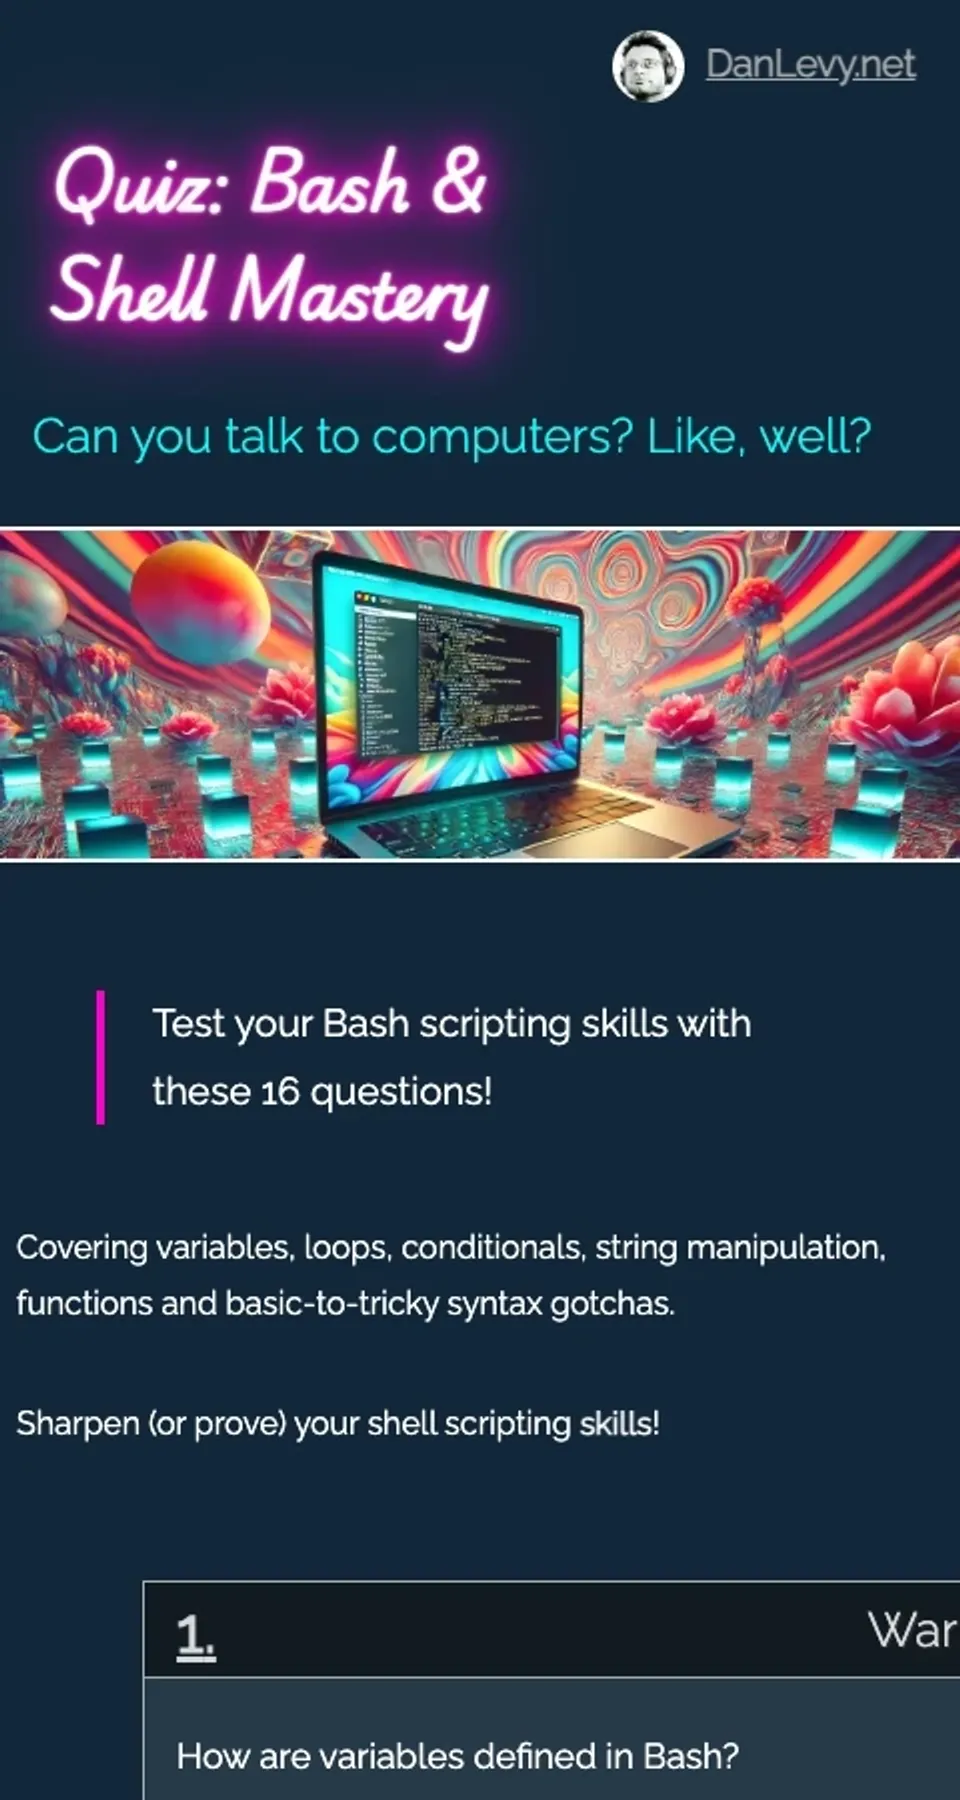 DanLevy.net
Quiz: Bash &
Shell Mastery
Can you talk to computers? Like, well?
Test your Bash scripting skills with
these 16 questions!
Covering variables, loops, conditionals, string manipulation,
functions and basic-to-tricky syntax gotchas.
Sharpen (or prove) your shell scripting skills!
1.
War
How are variables defined in Bash?